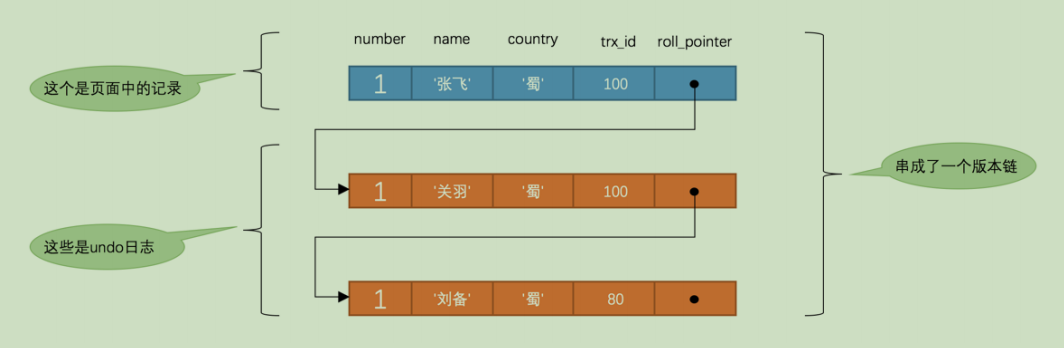 number name country trx_id roll_pointer
这个是页面中的记录
1 '张飞' '蜀' 100
串成了一个版本链
1 '关羽' '蜀' 100
这些是undo日志
1 '刘备' '蜀' 80